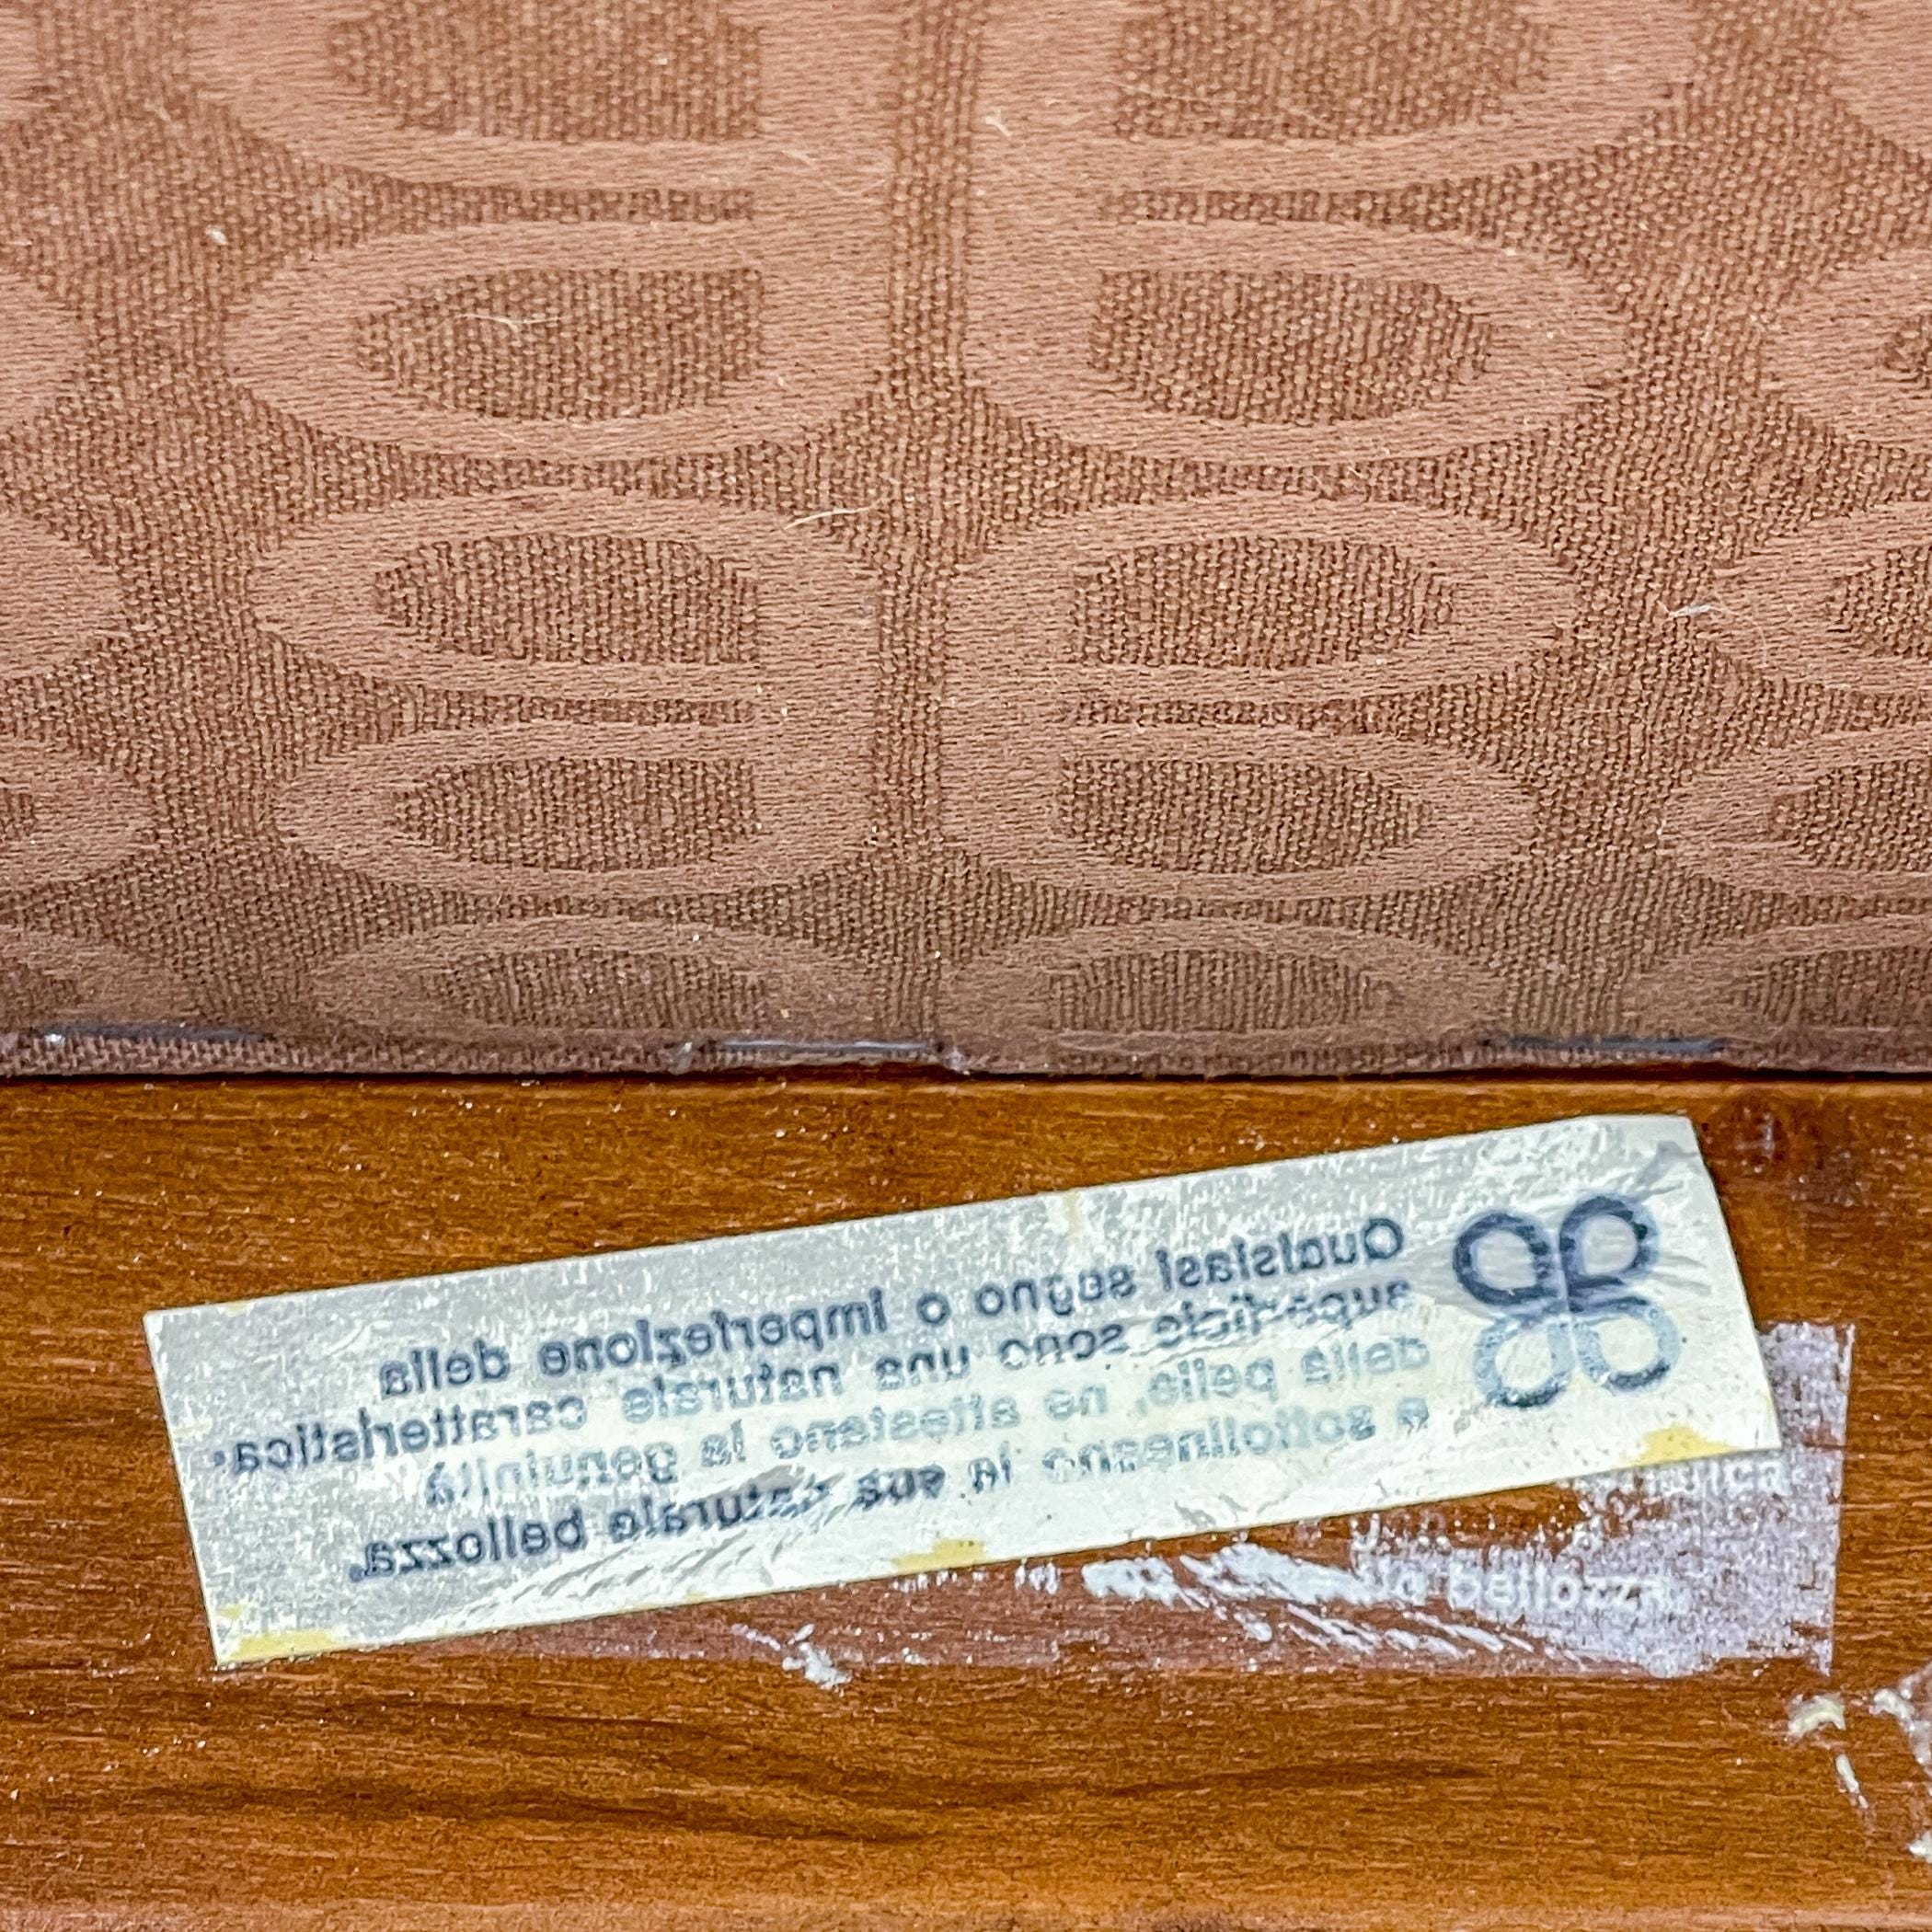 Qualsiasi segno o imperfezione della
superficie sono una naturale caratteristica
della pelle, ne attestano la genuinità
e sottolineano la sua naturale bellezza.
bellezza.